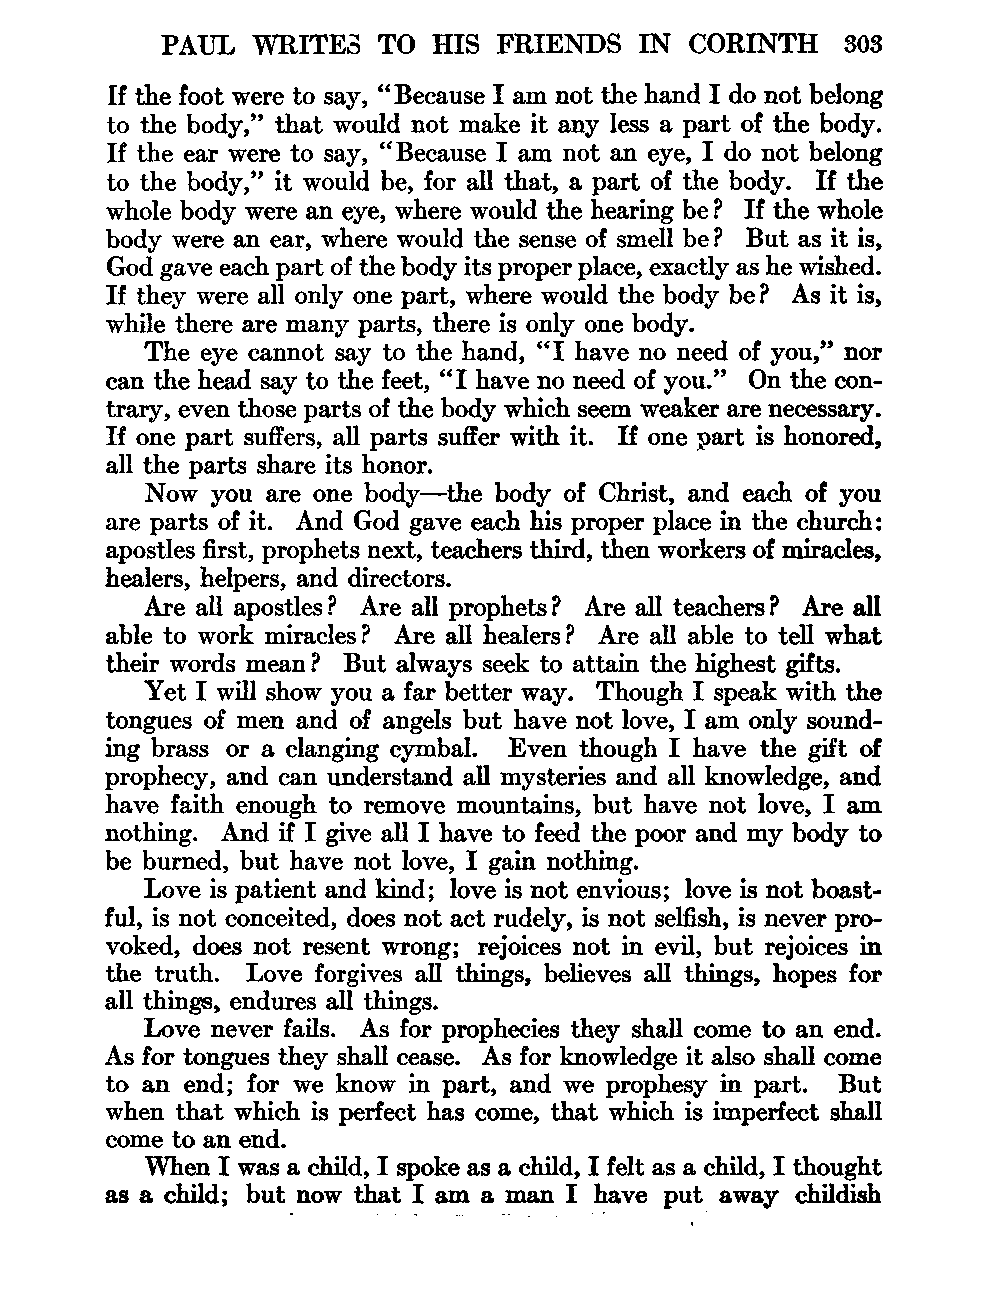 PAUL WRITES TO HIS FRIENDS IN CORINTH 303
If the foot were to say, “Because I am not the hand I do not belong
to the body,” that would not make it any less a part of the body.
If the ear were to say, “Because I am not an eye, I do not belong
to the body,” it would be, for all that, a part of the body. If the
whole body were an eye, where would the hearing be? If the whole
body were an ear, where would the sense of smell be? But as it is,
God gave each part of the body its proper place, exactly as he wished.
If they were all only one part, where would the body be? As it is,
while there are many parts, there is only one body.
The eye cannot say to the hand, “I have no need of you,” nor
can the head say to the feet, “I have no need of you.” On the con-
trary, even those parts of the body which seem weaker are necessary.
If one part suffers, all parts suffer with it. If one part is honored,
all the parts share its honor.
Now you are one body—the body of Christ, and each of you
are parts of it. And God gave each his proper place in the church:
apostles first, prophets next, teachers third, then workers of miracles,
healers, helpers, and directors.
Are all apostles? Are all prophets? Are all teachers? Are all
able to work miracles? Are all healers? Are all able to tell what
their words mean? But always seek to attain the highest gifts.
Yet I will show you a far better way. Though I speak with the
tongues of men and of angels but have not love, I am only sound-
ing brass or a clanging cymbal. Even though I have the gift of
prophecy, and can understand all mysteries and all knowledge, and
have faith enough to remove mountains, but have not love, I am
nothing. And if I give all I have to feed the poor and my body to
be burned, but have not love, I gain nothing.
Love is patient and kind; love is not envious; love is not boast-
ful, is not conceited, does not act rudely, is not selfish, is never pro-
voked, does not resent wrong; rejoices not in evil, but rejoices in
the truth. Love forgives all things, believes all things, hopes for
all things, endures all things.
Love never fails. As for prophecies they shall come to an end.
As for tongues they shall cease. As for knowledge it also shall come
to an end; for we know in part, and we prophesy in part. But
when that which is perfect has come, that which is imperfect shall
come to an end.
When I was a child, I spoke as a child, I felt as a child, I thought
as a child; but now that I am a man I have put away childish